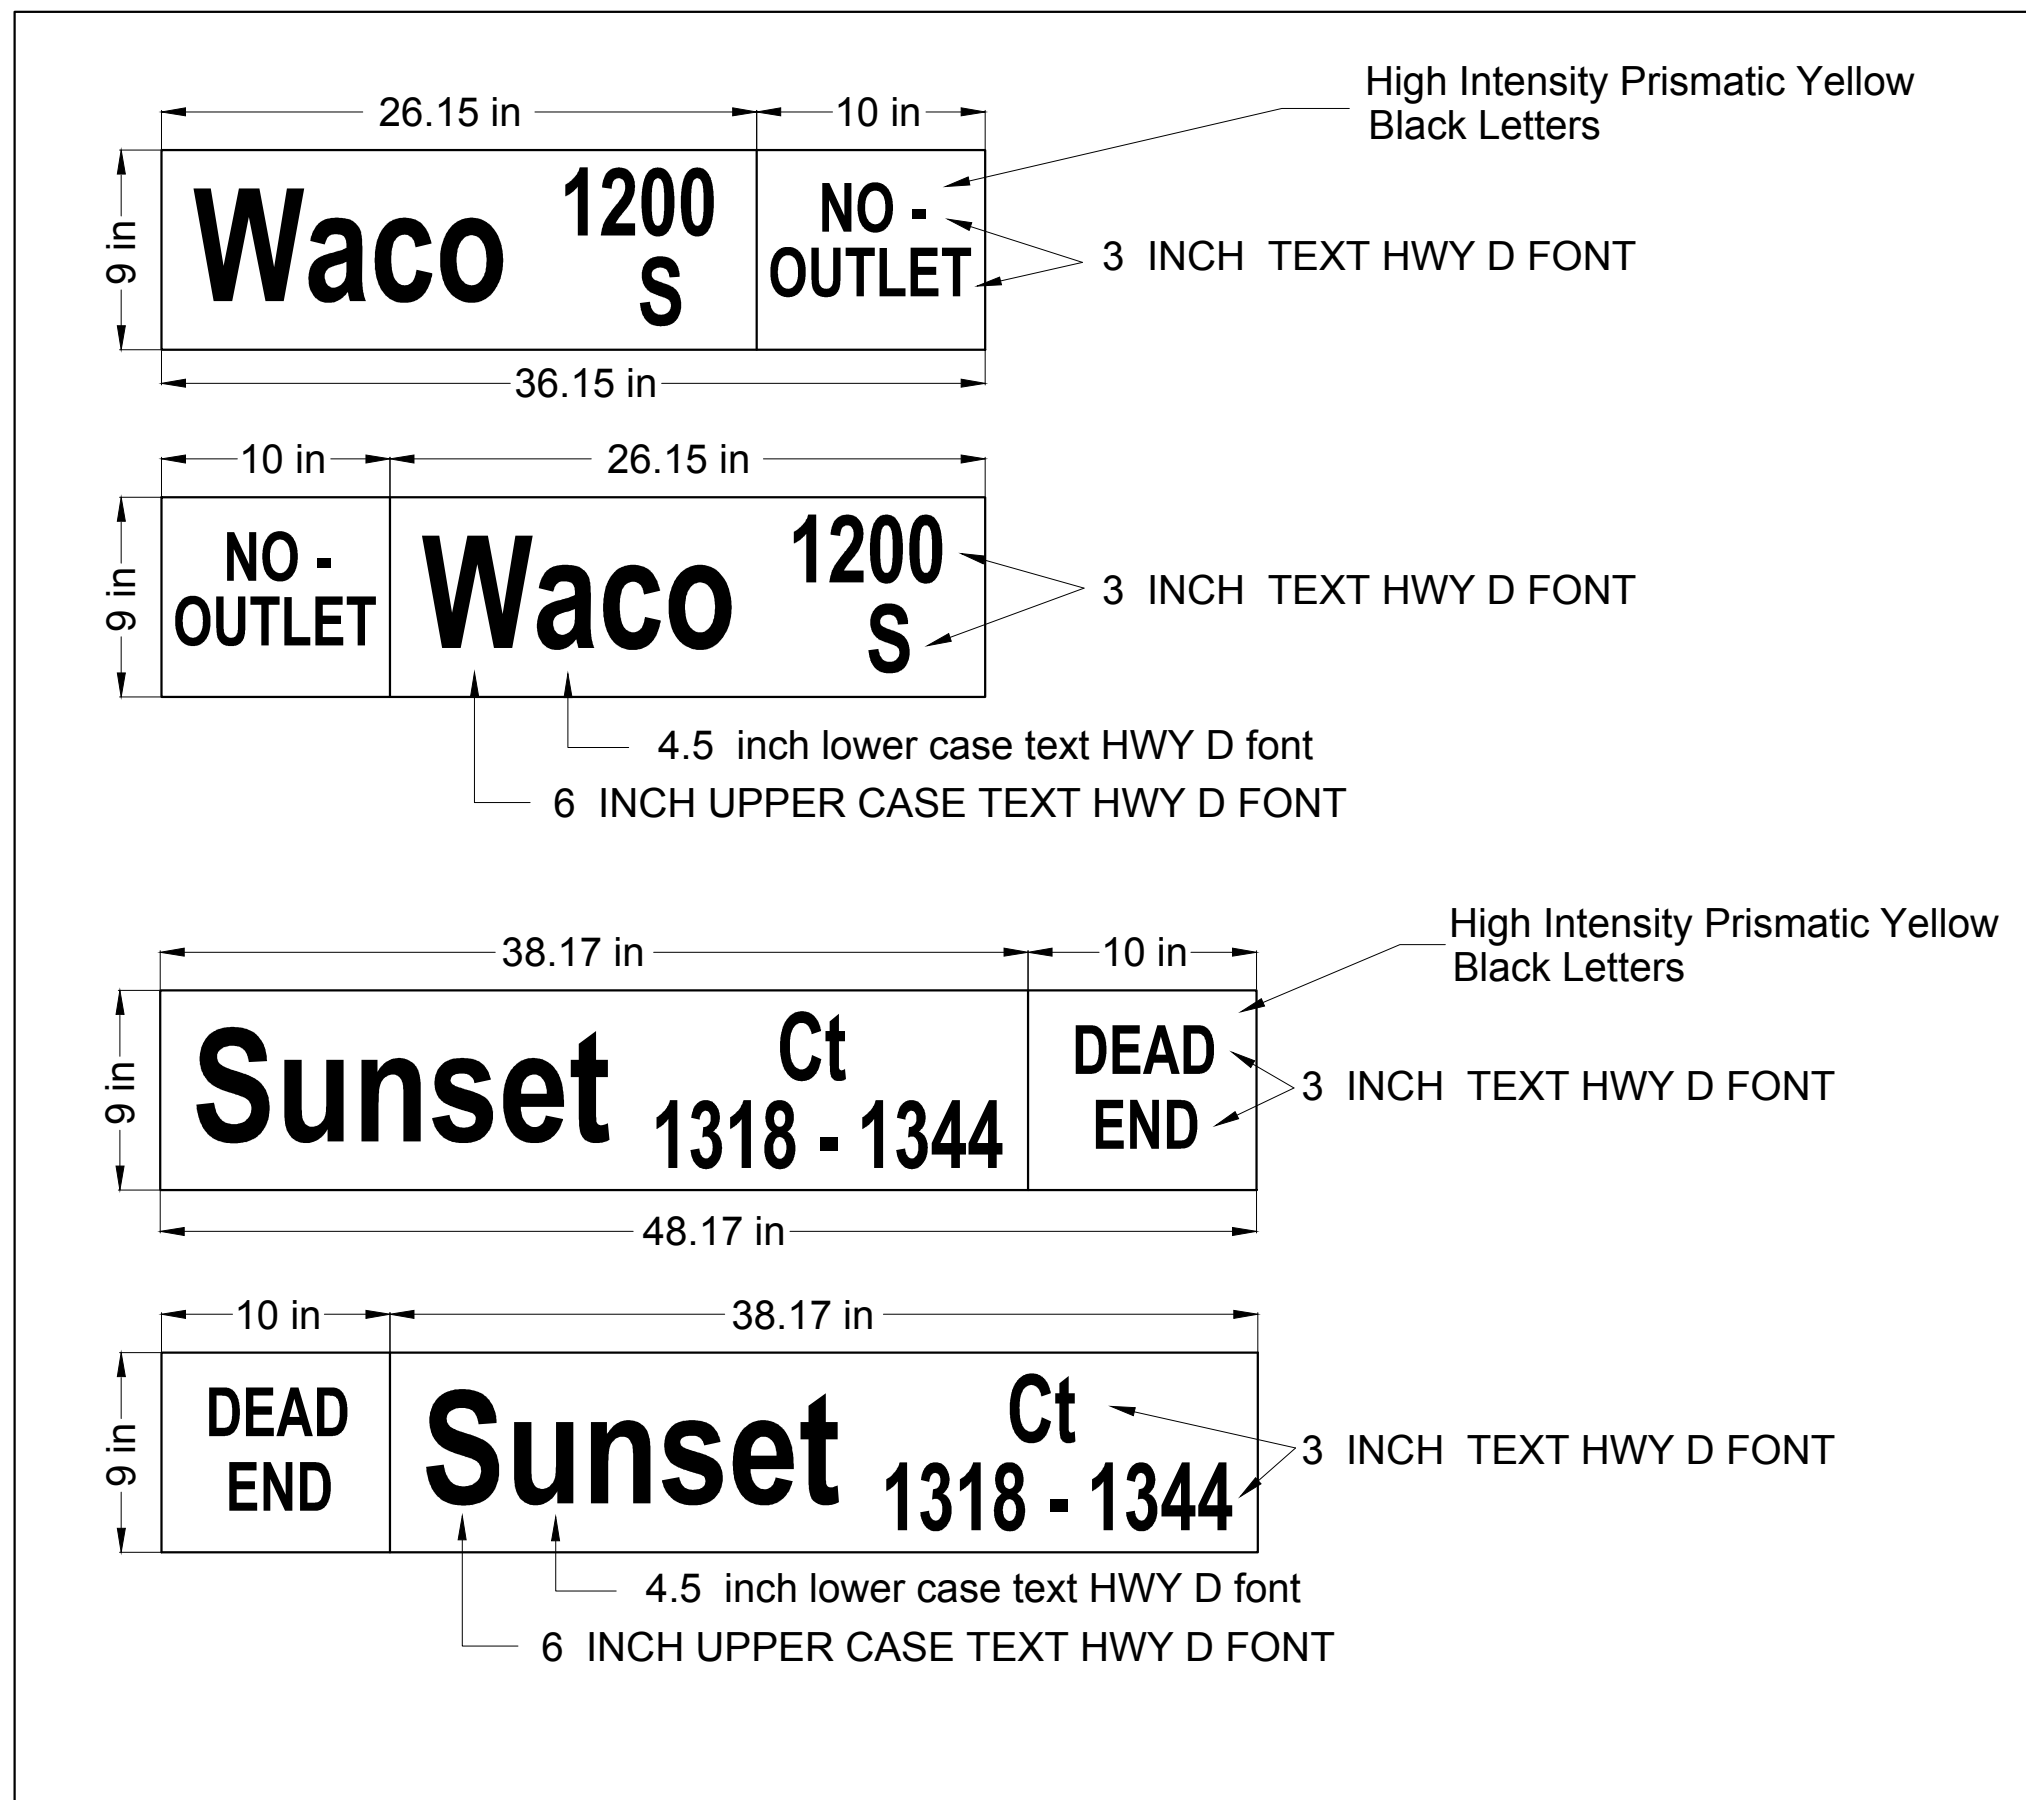 26.15 in 10 in
High Intensity Prismatic Yellow
Black Letters
9 in
Waco 1200
S
NO -
OUTLET
3 INCH TEXT HWY D FONT
36.15 in
10 in 26.15 in
9 in
NO -
OUTLET
Waco 1200
S
3 INCH TEXT HWY D FONT
4.5 inch lower case text HWY D font
6 INCH UPPER CASE TEXT HWY D FONT
38.17 in 10 in
High Intensity Prismatic Yellow
Black Letters
9 in
Sunset Ct
1318 - 1344
DEAD
END
3 INCH TEXT HWY D FONT
48.17 in
10 in 38.17 in
9 in
DEAD
END
Sunset Ct
1318 - 1344
3 INCH TEXT HWY D FONT
4.5 inch lower case text HWY D font
6 INCH UPPER CASE TEXT HWY D FONT